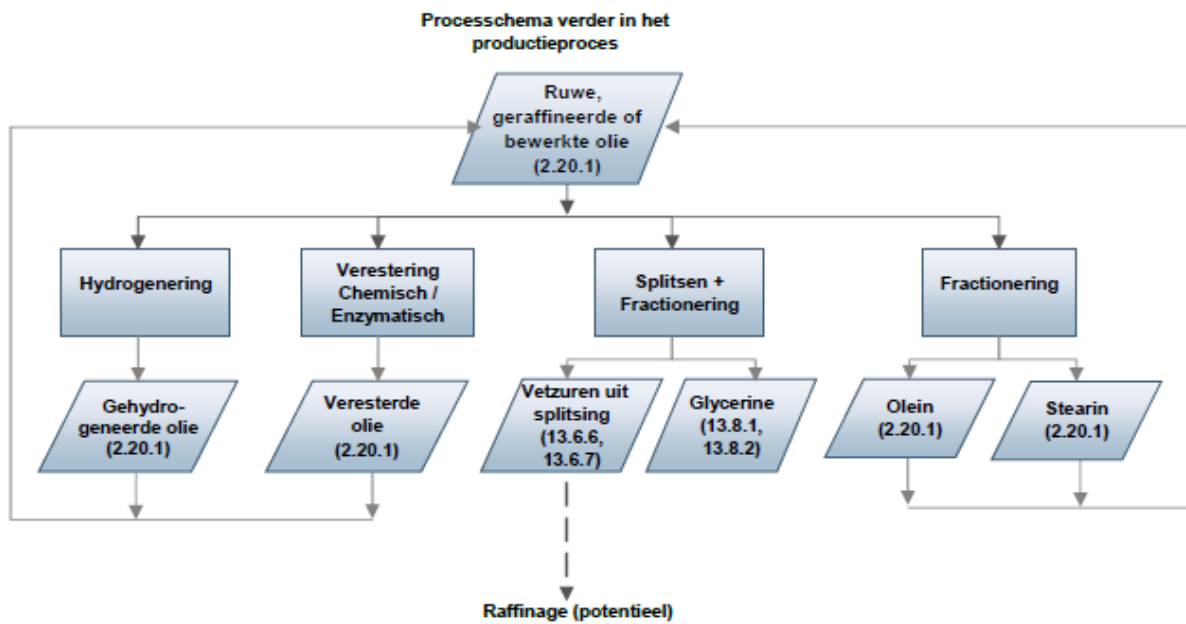 Processchema verder in het
productieproces
Ruwe,
geraffineerde of
bewerkte olie
(2.20.1)
Hydrogenering
Verestering
Chemisch /
Enzymatisch
Splitsen +
Fractionering
Fractionering
Gehydro-
geneerde olie
(2.20.1)
Veresterde
olie
(2.20.1)
Vetzuren uit
splitsing
(13.6.6,
13.6.7)
Glycerine
(13.8.1,
13.8.2)
Olein
(2.20.1)
Stearin
(2.20.1)
Raffinage (potentieel)